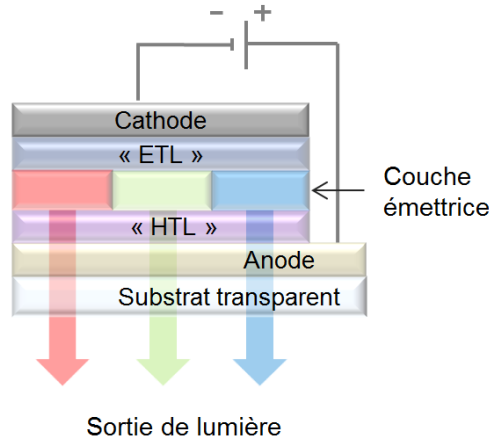 - +
Cathode
« ETL »
Couche
émettrice
« HTL »
Anode
Substrat transparent
Sortie de lumière